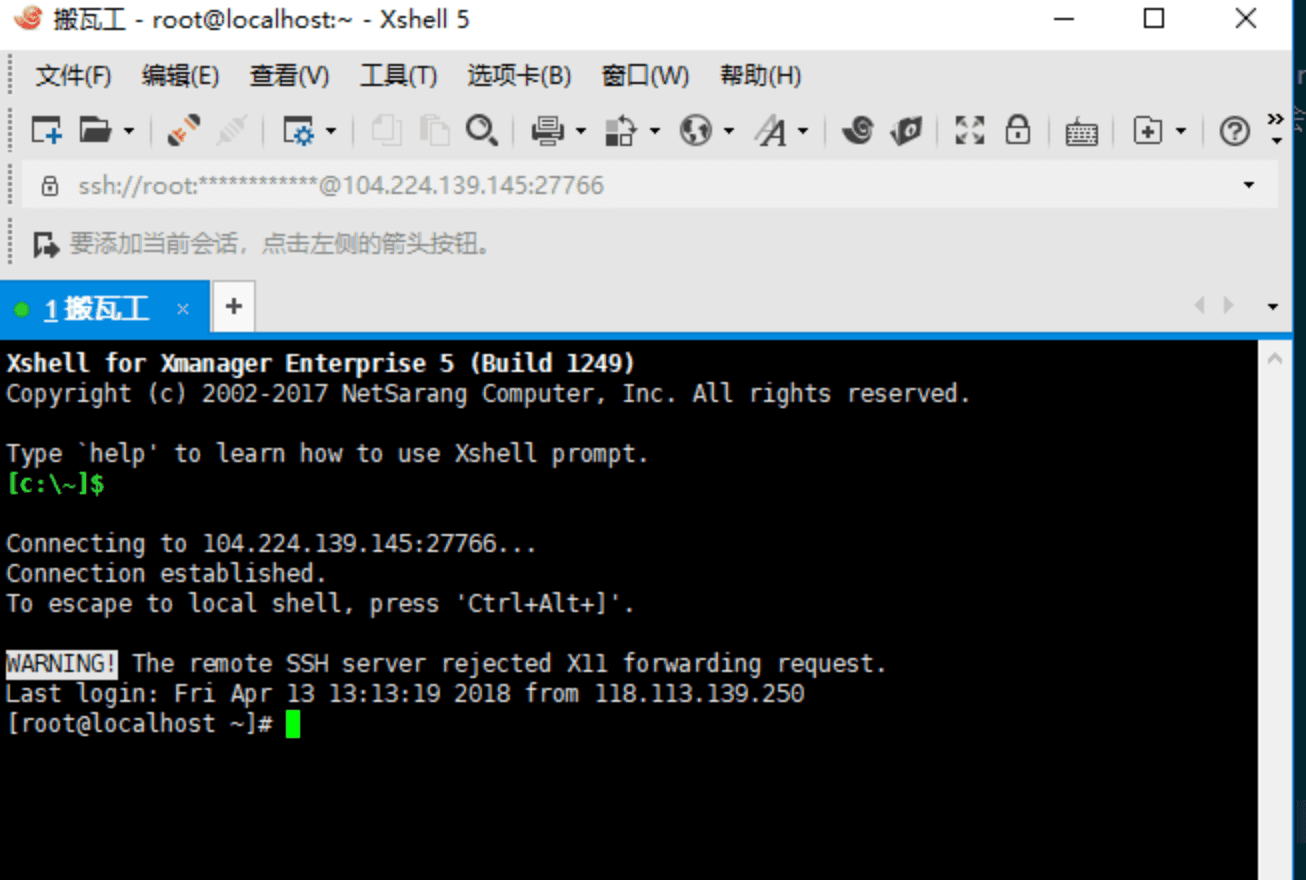 搬瓦工 - root@localhost:~ - Xshell 5
文件(F) 编辑(E) 查看(V) 工具(T) 选项卡(B) 窗口(W) 帮助(H)
ssh://root:************@104.224.139.145:27766
要添加当前会话，点击左侧的箭头按钮。
1 搬瓦工 × +
Xshell for Xmanager Enterprise 5 (Build 1249)
Copyright (c) 2002-2017 NetSarang Computer, Inc. All rights reserved.
Type `help' to learn how to use Xshell prompt.
[c:\~]$
Connecting to 104.224.139.145:27766...
Connection established.
To escape to local shell, press 'Ctrl+Alt+]'.
WARNING! The remote SSH server rejected X11 forwarding request.
Last login: Fri Apr 13 13:13:19 2018 from 118.113.139.250
[root@localhost ~]#